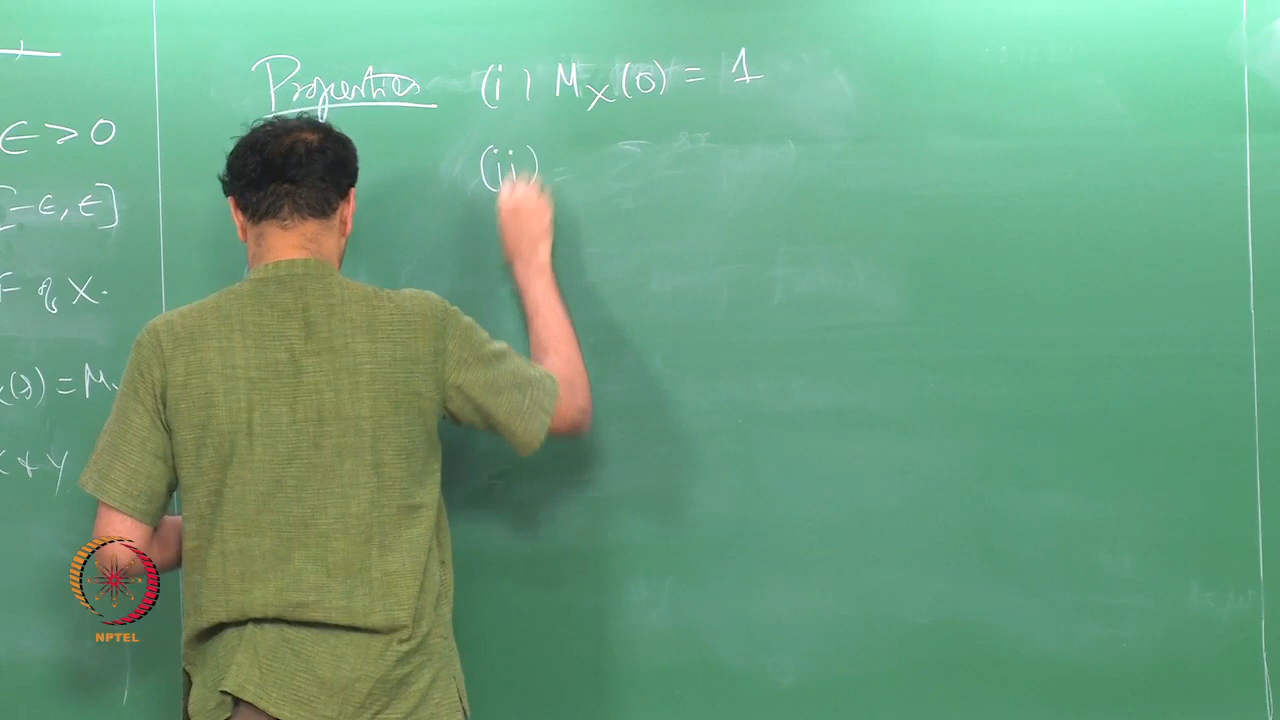 ∈ > 0
[-ε, ε]
F of X.
x(s) = M
X & Y
Properties (i) M_X(0) = 1
(ii)
NPTEL